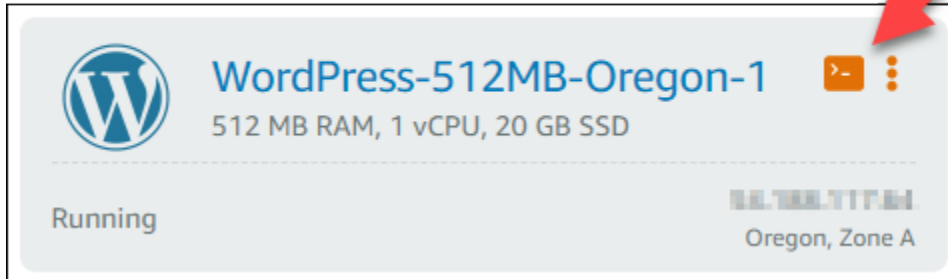 WordPress-512MB-Oregon-1
512 MB RAM, 1 vCPU, 20 GB SSD
Running
Oregon, Zone A